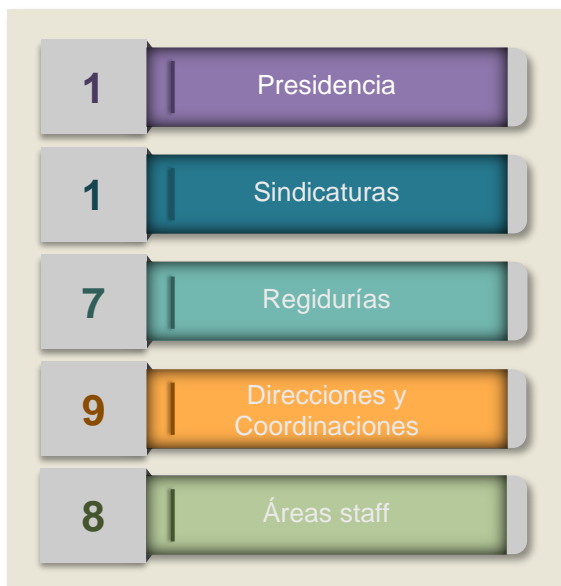 1
Presidencia
1
Sindicaturas
7
Regidurías
9
Direcciones y
Coordinaciones
8
Áreas staff